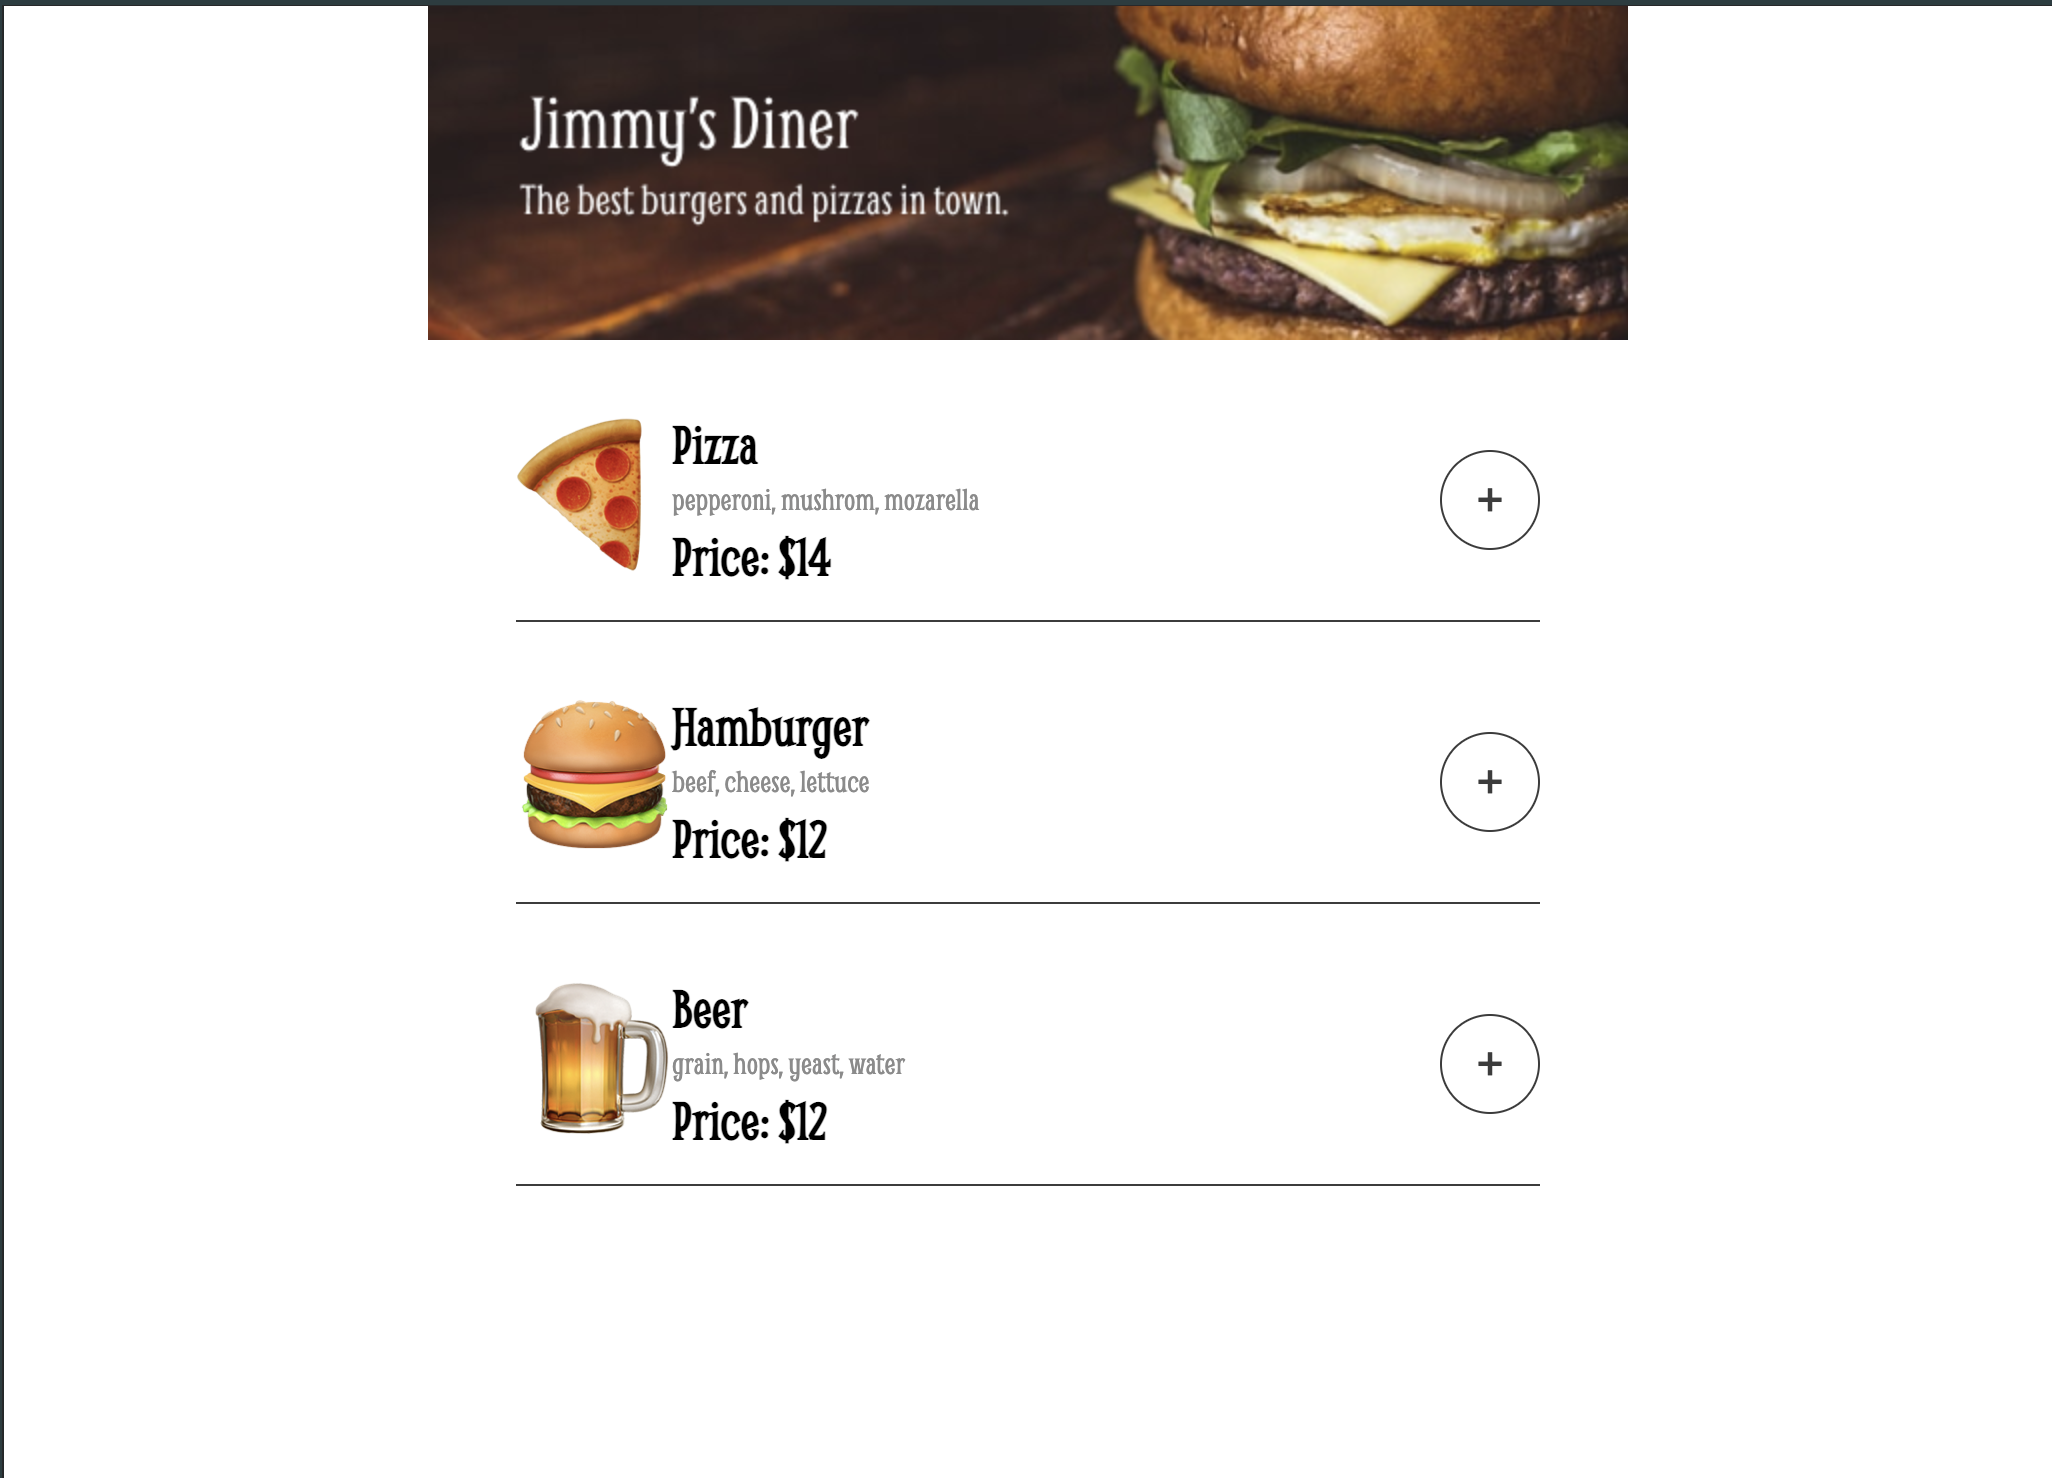 Jimmy's Diner
The best burgers and pizzas in town.
Pizza
pepperoni, mushrom, mozarella
Price: $14
+
Hamburger
beef, cheese, lettuce
Price: $12
+
Beer
grain, hops, yeast, water
Price: $12
+